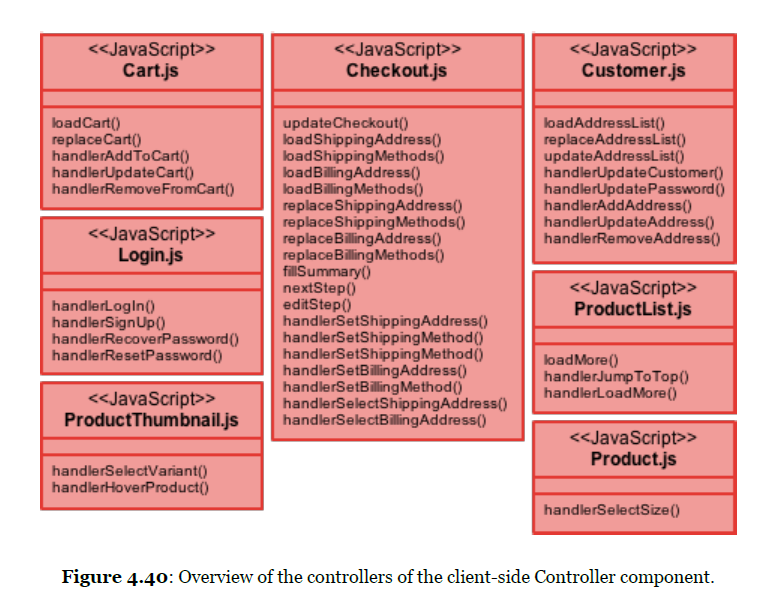 <<JavaScript>>
Cart.js
loadCart()
replaceCart()
handlerAddToCart()
handlerUpdateCart()
handlerRemoveFromCart()
<<JavaScript>>
Login.js
handlerLogIn()
handlerSignUp()
handlerRecoverPassword()
handlerResetPassword()
<<JavaScript>>
ProductThumbnail.js
handlerSelectVariant()
handlerHoverProduct()
<<JavaScript>>
Checkout.js
updateCheckout()
loadShippingAddress()
loadShippingMethods()
loadBillingAddress()
loadBillingMethods()
replaceShippingAddress()
replaceShippingMethods()
replaceBillingAddress()
replaceBillingMethods()
fillSummary()
nextStep()
editStep()
handlerSetShippingAddress()
handlerSetShippingMethod()
handlerSetShippingMethod()
handlerSetBillingAddress()
handlerSetBillingMethod()
handlerSelectShippingAddress()
handlerSelectBillingAddress()
<<JavaScript>>
Customer.js
loadAddressList()
replaceAddressList()
updateAddressList()
handlerUpdateCustomer()
handlerUpdatePassword()
handlerAddAddress()
handlerUpdateAddress()
handlerRemoveAddress()
<<JavaScript>>
ProductList.js
loadMore()
handlerJumpToTop()
handlerLoadMore()
<<JavaScript>>
Product.js
handlerSelectSize()
Figure 4.40: Overview of the controllers of the client-side Controller component.